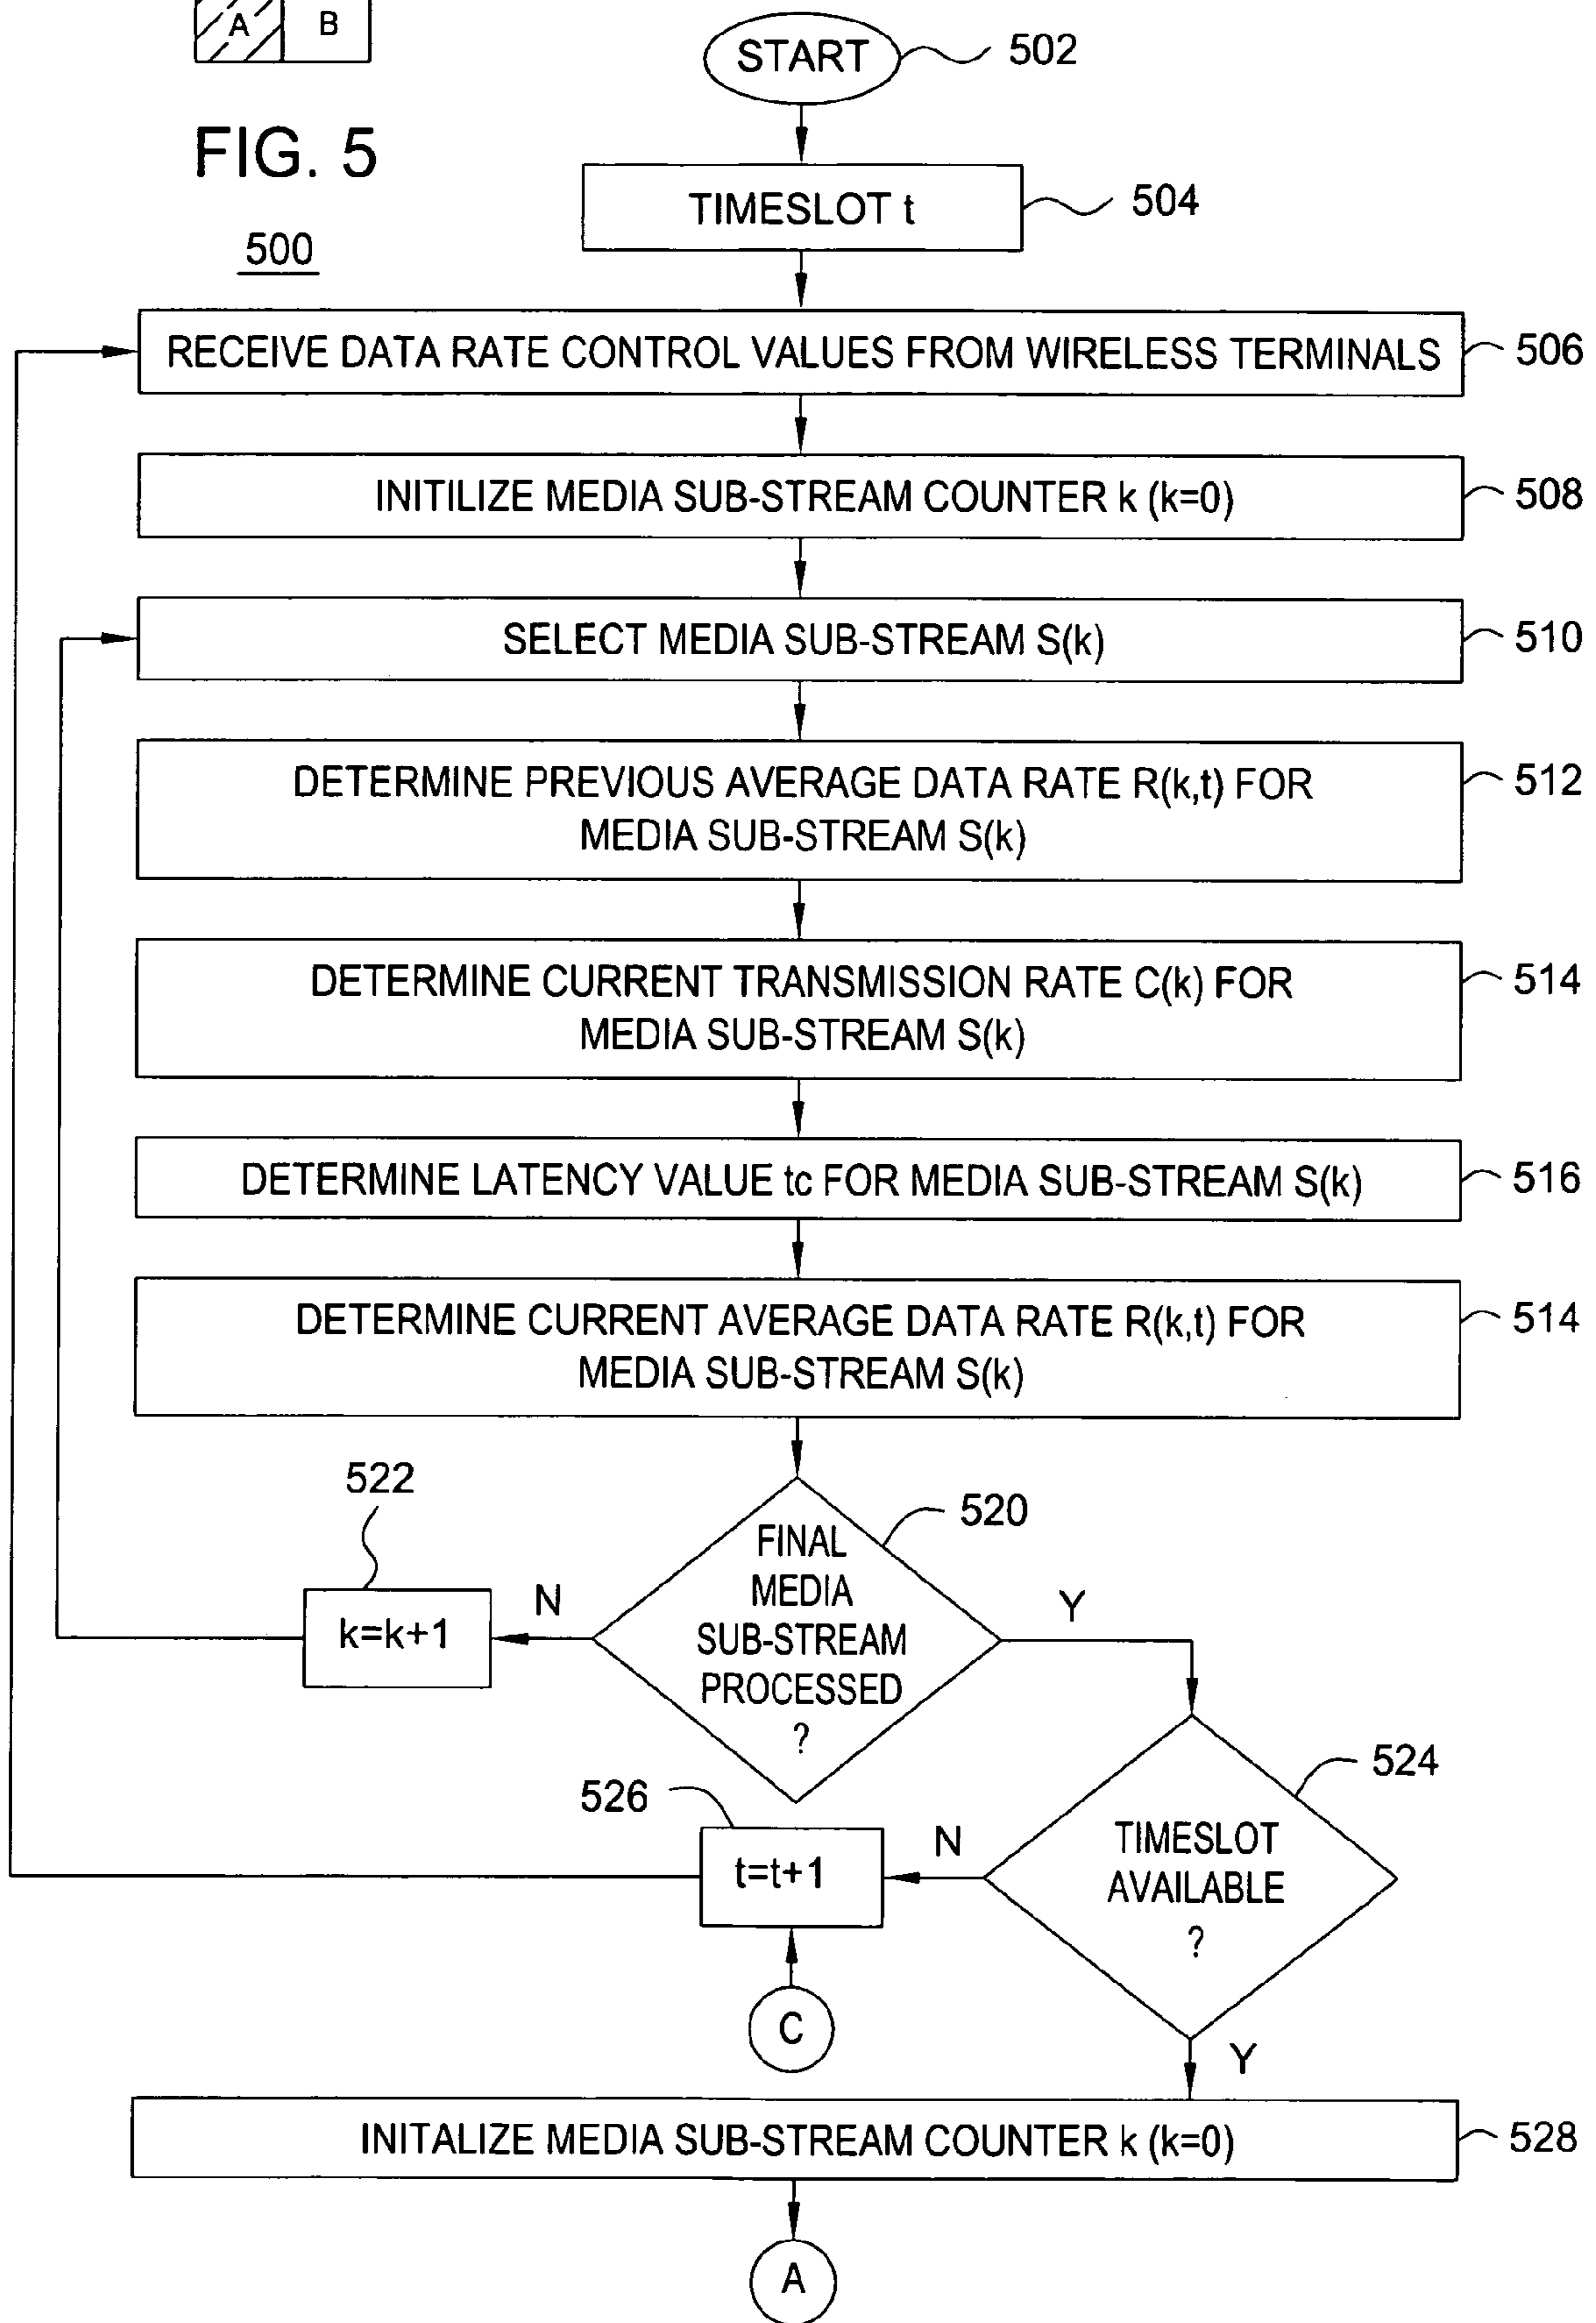 A B
FIG. 5
500
START
502
TIMESLOT t
504
RECEIVE DATA RATE CONTROL VALUES FROM WIRELESS TERMINALS
506
INITILIZE MEDIA SUB-STREAM COUNTER k (k=0)
508
SELECT MEDIA SUB-STREAM S(k)
510
DETERMINE PREVIOUS AVERAGE DATA RATE R(k,t) FOR
MEDIA SUB-STREAM S(k)
512
DETERMINE CURRENT TRANSMISSION RATE C(k) FOR
MEDIA SUB-STREAM S(k)
514
DETERMINE LATENCY VALUE tc FOR MEDIA SUB-STREAM S(k)
516
DETERMINE CURRENT AVERAGE DATA RATE R(k,t) FOR
MEDIA SUB-STREAM S(k)
514
522
k=k+1
N
FINAL
MEDIA
SUB-STREAM
PROCESSED
?
520
Y
526
t=t+1
N
TIMESLOT
AVAILABLE
?
524
C
Y
INITALIZE MEDIA SUB-STREAM COUNTER k (k=0)
528
A